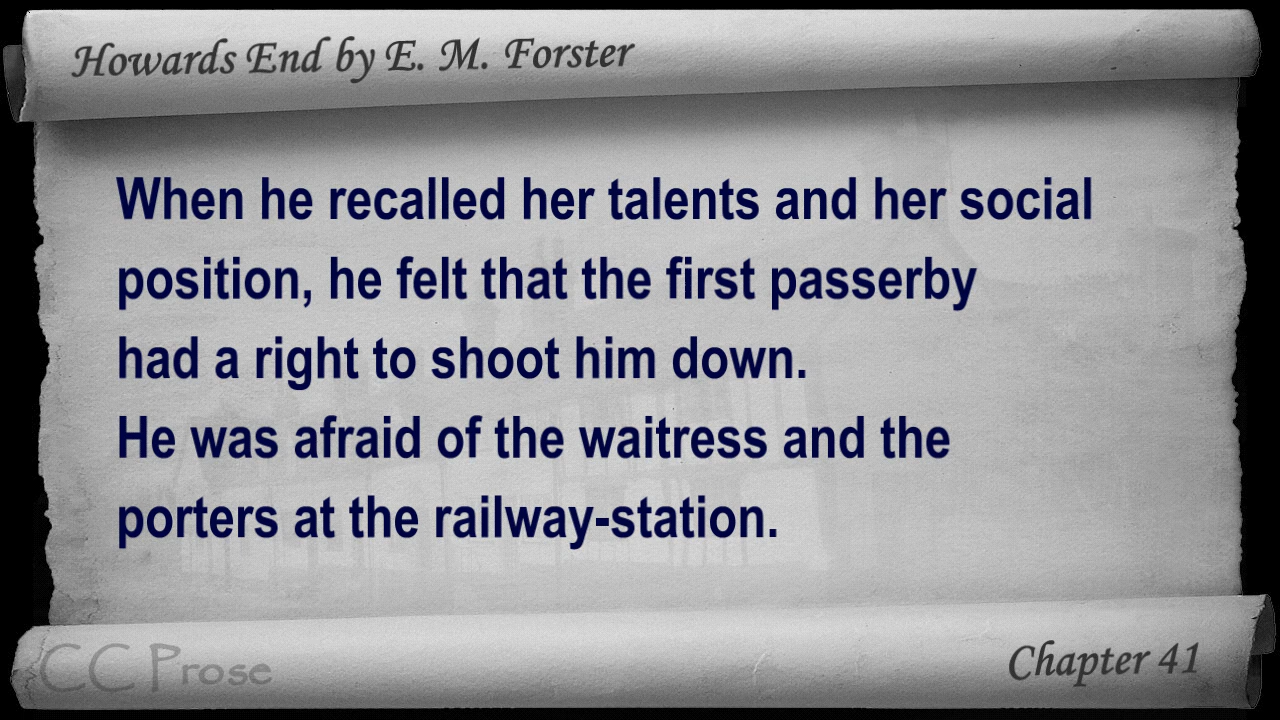 Howards End by E. M. Forster
When he recalled her talents and her social
position, he felt that the first passerby
had a right to shoot him down.
He was afraid of the waitress and the
porters at the railway-station.
CC Prose
Chapter 41